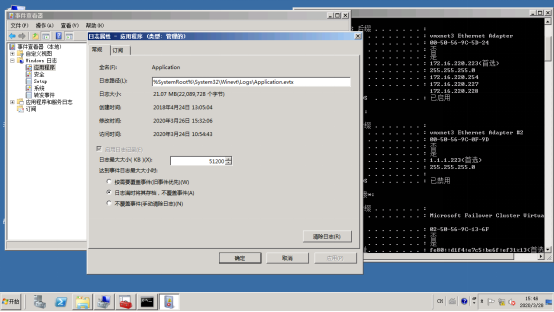 事件查看器
文件(F) 操作(A) 查看(V) 帮助(H)
事件查看器 (本地)
自定义视图
Windows 日志
应用程序
安全
Setup
系统
转发事件
应用程序和服务日志
订阅
日志属性 - 应用程序 (类型: 管理的)
常规 订阅
全名(F): Application
日志路径(L): %SystemRoot%\System32\Winevt\Logs\Application.evtx
日志大小: 21.07 MB(22,089,728 个字节)
创建时间: 2018年4月24日 13:05:04
修改时间: 2020年3月26日 15:32:06
访问时间: 2020年3月24日 10:54:43
启用日志记录(E)
日志最大大小( KB )(X): 51200
达到事件日志最大大小时:
按需要覆盖事件(旧事件优先)(W)
日志满时将其存档，不覆盖事件(A)
不覆盖事件(手动清除日志)(N)
清除日志(R)
确定 取消 应用(P)
vmxnet3 Ethernet Adapter
00-50-56-9C-5D-24
否
是
172.16.220.223(首选)
255.255.255.0
172.16.220.254
172.16.220.227
172.16.220.228
已启用
vmxnet3 Ethernet Adapter #2
00-50-56-9C-0F-9D
否
是
1.1.1.223(首选)
255.255.255.0
已禁用
Microsoft Failover Cluster Virtua
02-50-56-9C-13-6F
否
是
开始
CH
15:46
2020/3/26